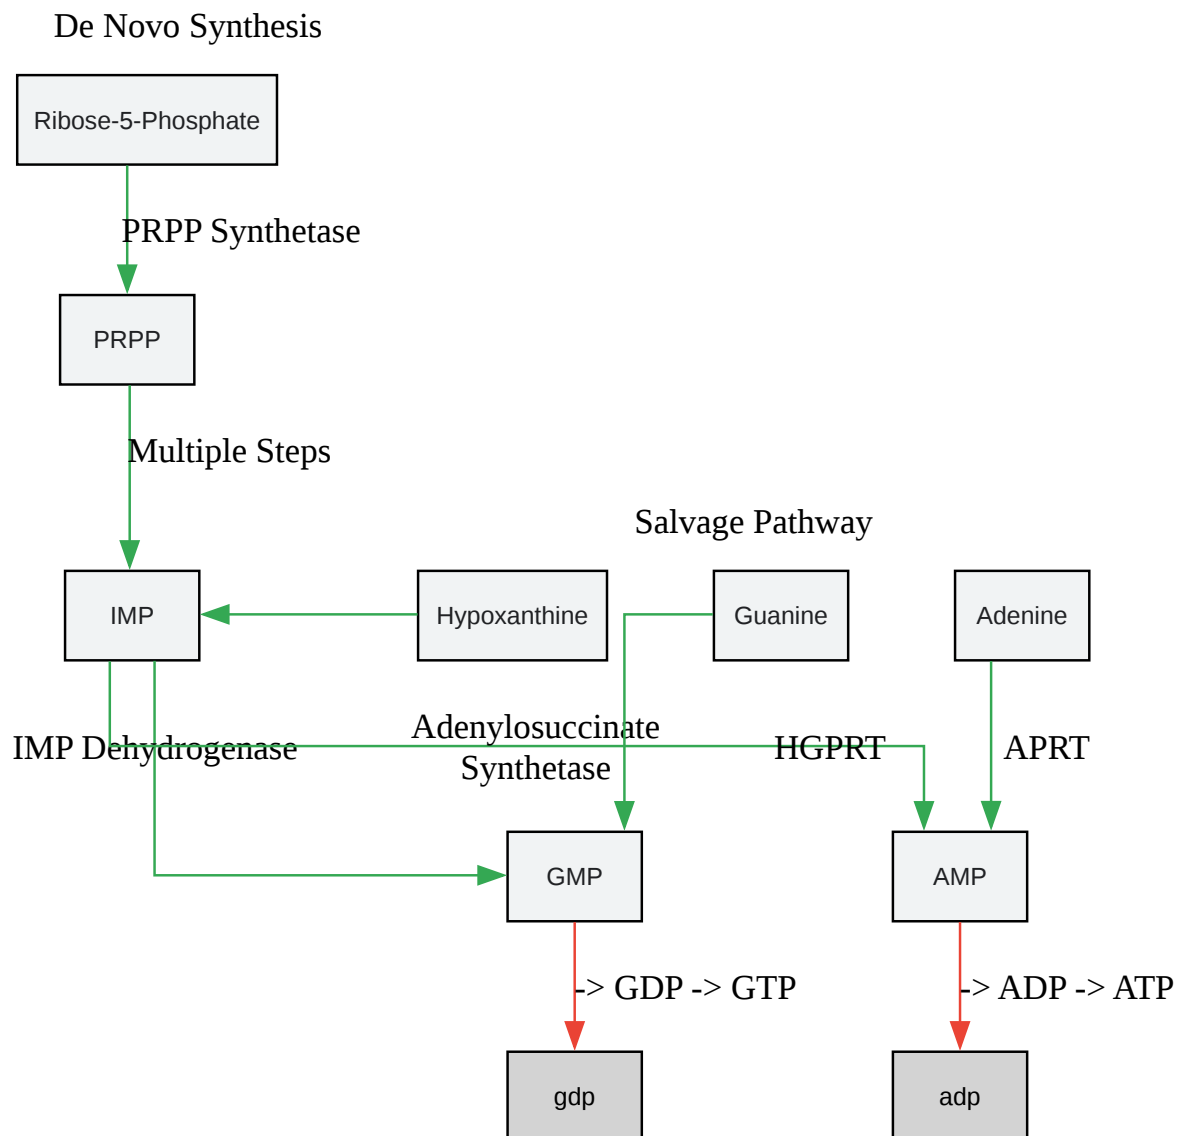 De Novo Synthesis
Ribose-5-Phosphate
PRPP Synthetase
PRPP
Multiple Steps
Salvage Pathway
IMP
Hypoxanthine
Guanine
Adenine
IMP Dehydrogenase
Adenylosuccinate
Synthetase
HGPRT
APRT
GMP
AMP
-> GDP -> GTP
-> ADP -> ATP
gdp
adp